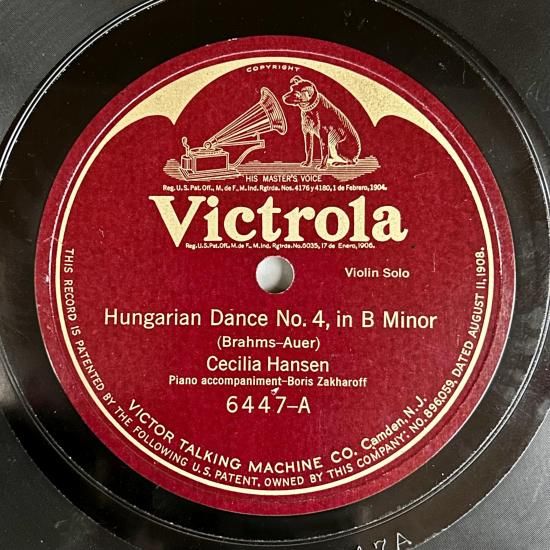 COPYRIGHT
HIS MASTER'S VOICE
Reg. U.S. Pat. Off., M. de F., M. Ind. Rgtrda. Nos. 4176 y 4180, 1 de Febrero, 1904.
Victrola
Reg. U.S. Pat. Off., M. de F., M. Ind. Rgtrda. No. 6035, 17 de Enero, 1906.
Violin Solo
Hungarian Dance No. 4, in B Minor
(Brahms-Auer)
Cecilia Hansen
Piano accompaniment-Boris Zakharoff
6447-A
VICTOR TALKING MACHINE CO. Camden, N.J.
THIS RECORD IS PATENTED BY THE FOLLOWING U.S. PATENT, OWNED BY THIS COMPANY: NO. 896,059, DATED AUGUST 11, 1908.